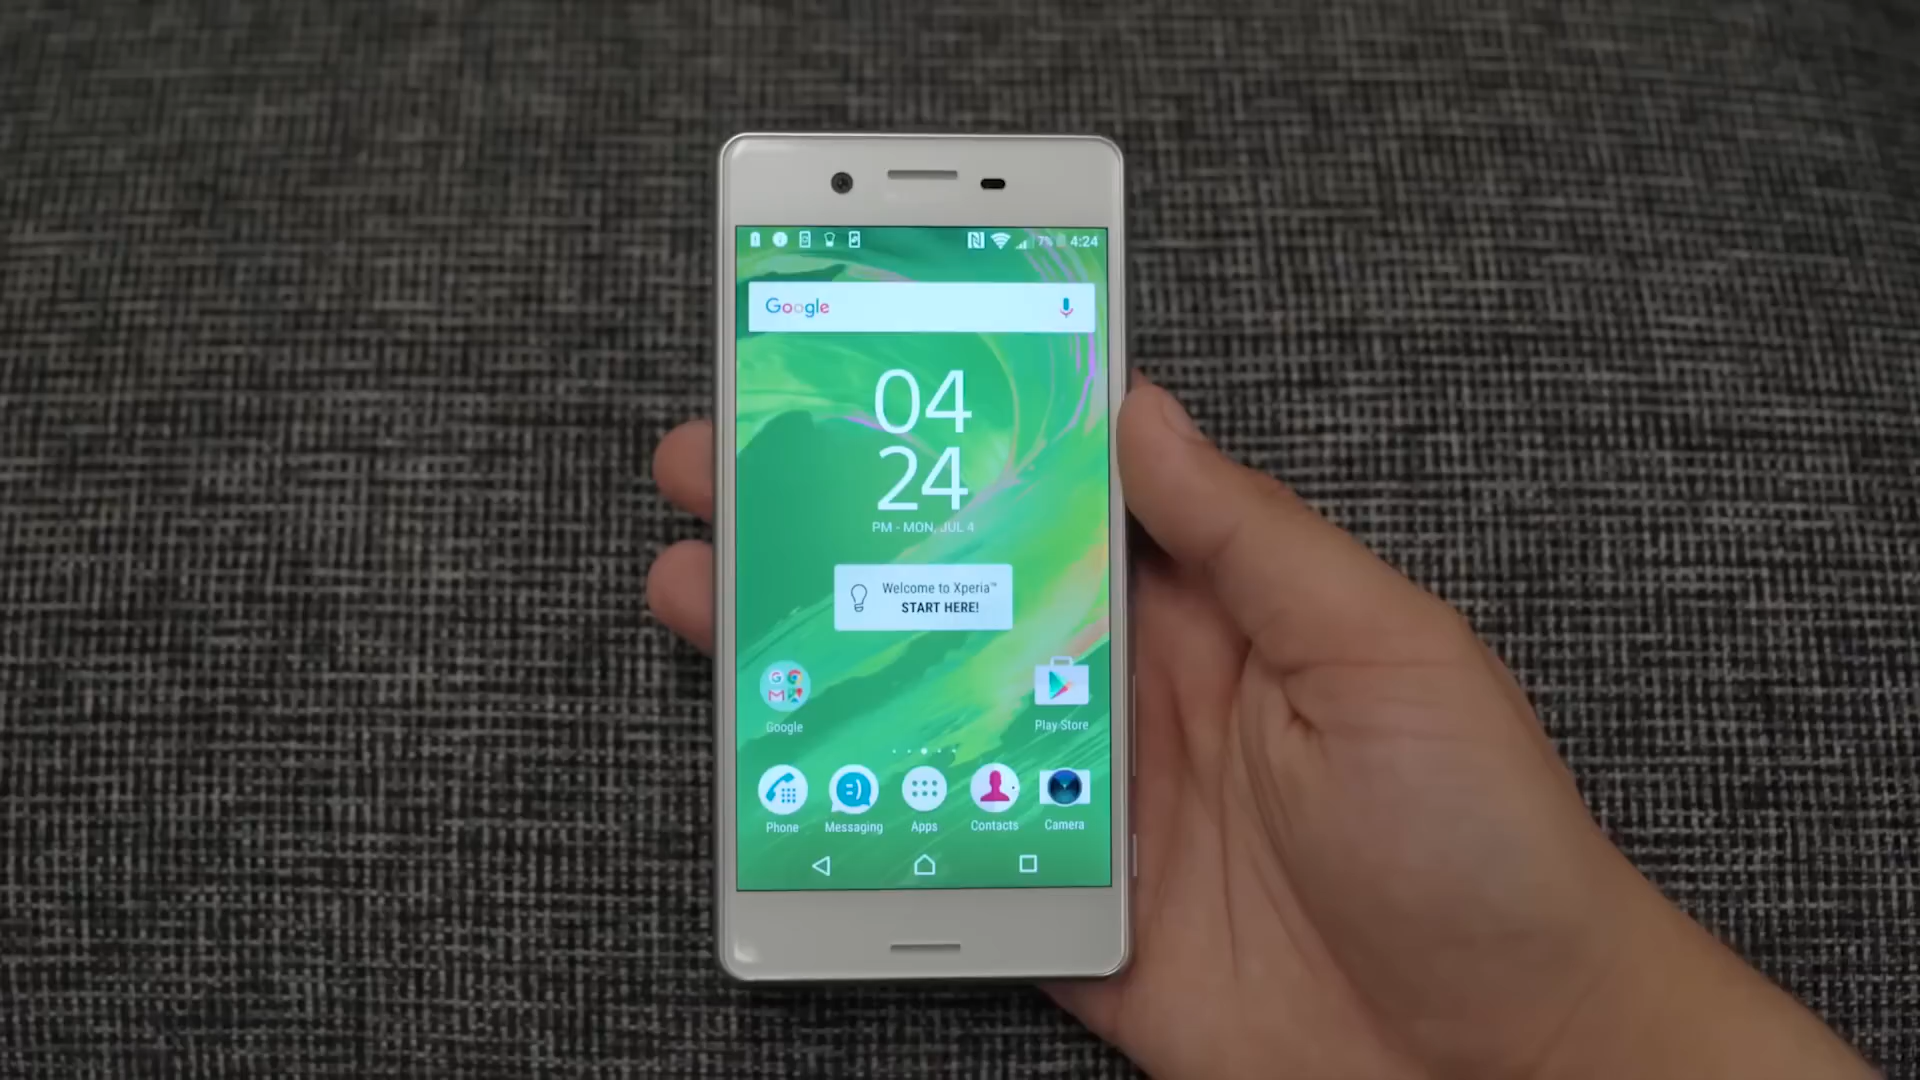 7% 4:24
Google
04
24
PM - MON, JUL 4
Welcome to Xperia™
START HERE!
Google
Play Store
Phone
Messaging
Apps
Contacts
Camera